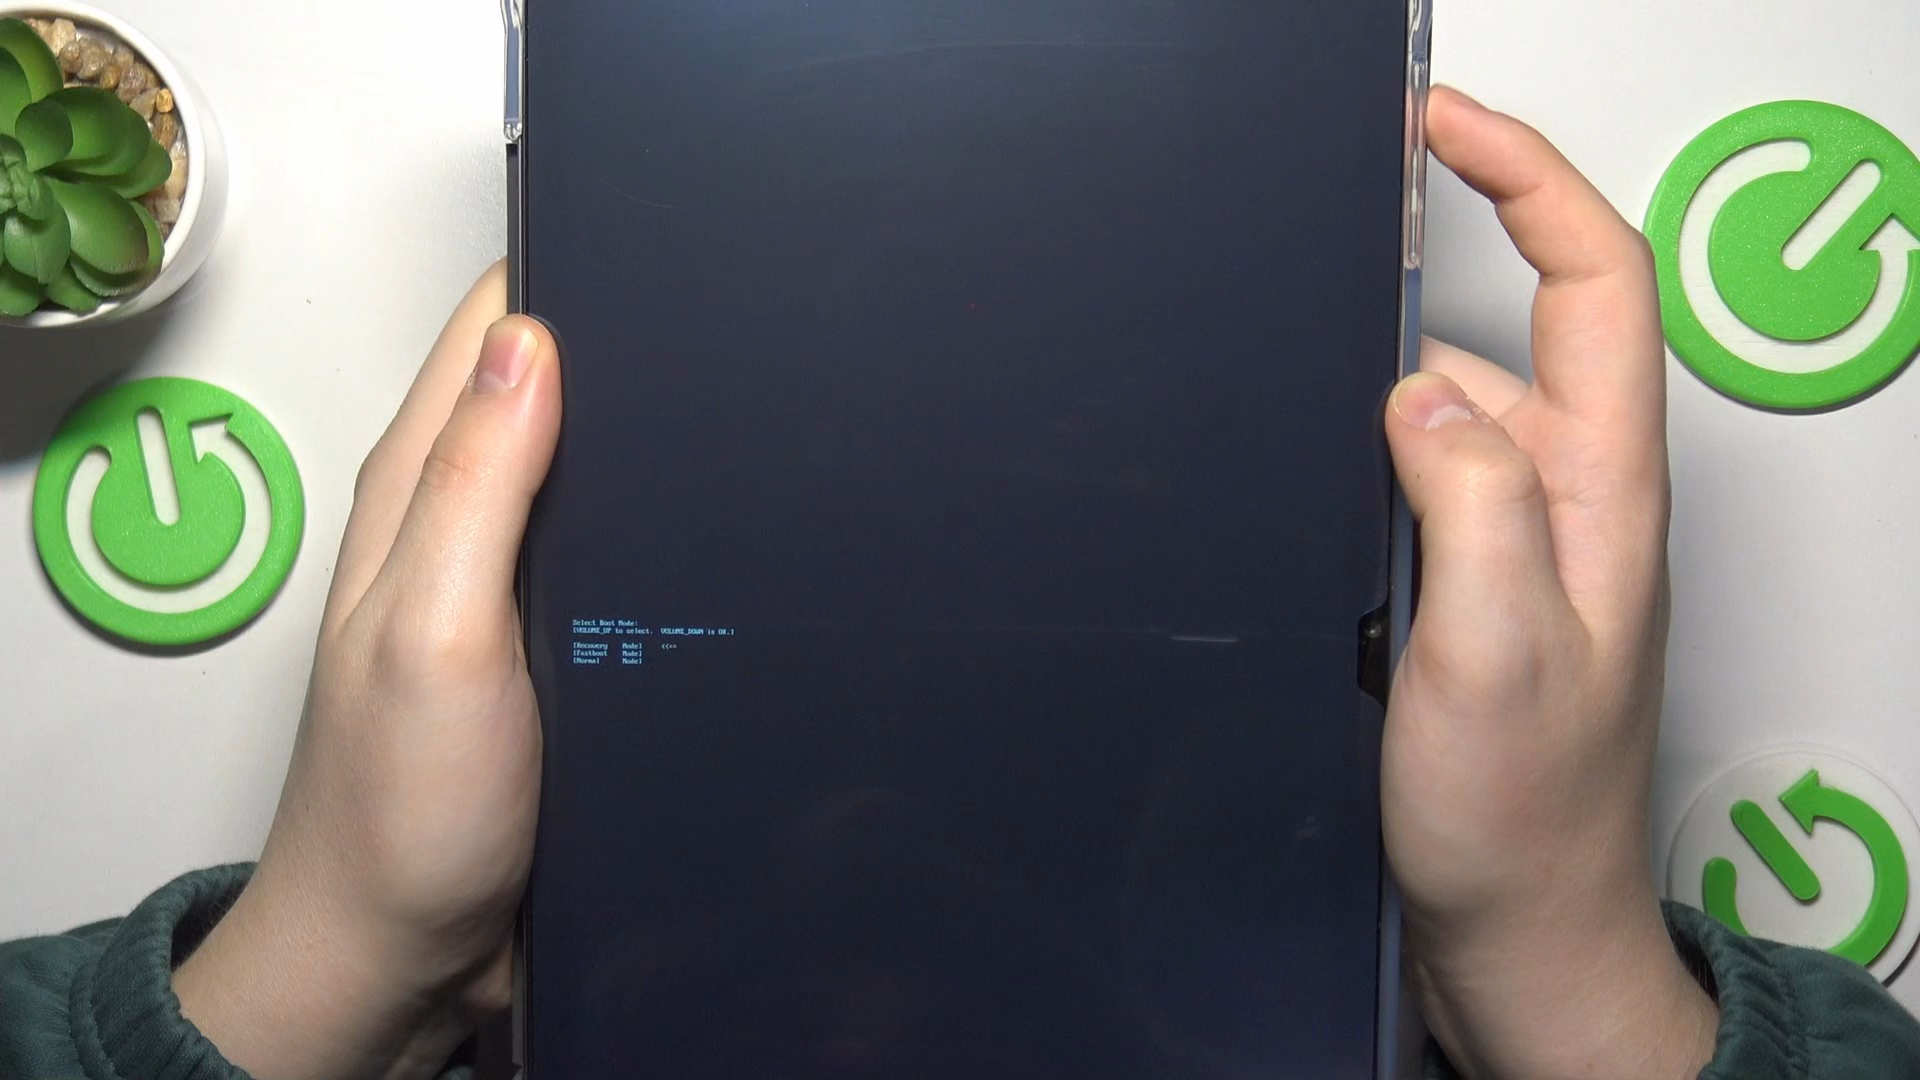 Select Boot Mode:
[VOLUME_UP to select.  VOLUME_DOWN is OK.]
[Recovery    Mode]     <<==
[Fastboot    Mode]
[Normal      Mode]